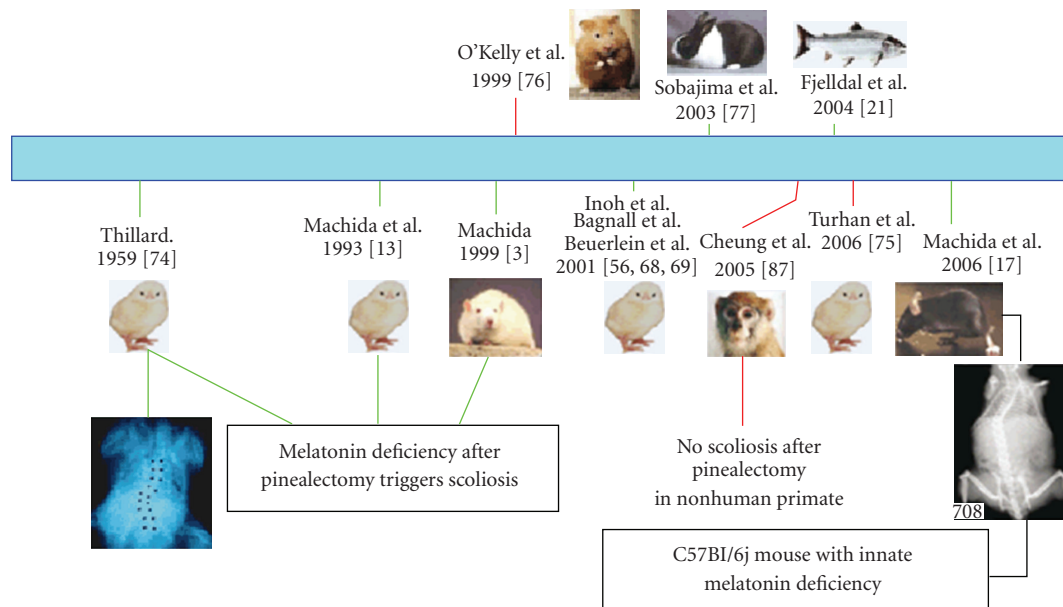 O'Kelly et al.
1999 [76]
Sobajima et al.
2003 [77]
Fjelldal et al.
2004 [21]
Thillard.
1959 [74]
Machida et al.
1993 [13]
Machida
1999 [3]
Inoh et al.
Bagnall et al.
Beuerlein et al.
2001 [56, 68, 69]
Cheung et al.
2005 [87]
Turhan et al.
2006 [75]
Machida et al.
2006 [17]
Melatonin deficiency after
pinealectomy triggers scoliosis
No scoliosis after
pinealectomy
in nonhuman primate
708
C57BI/6j mouse with innate
melatonin deficiency